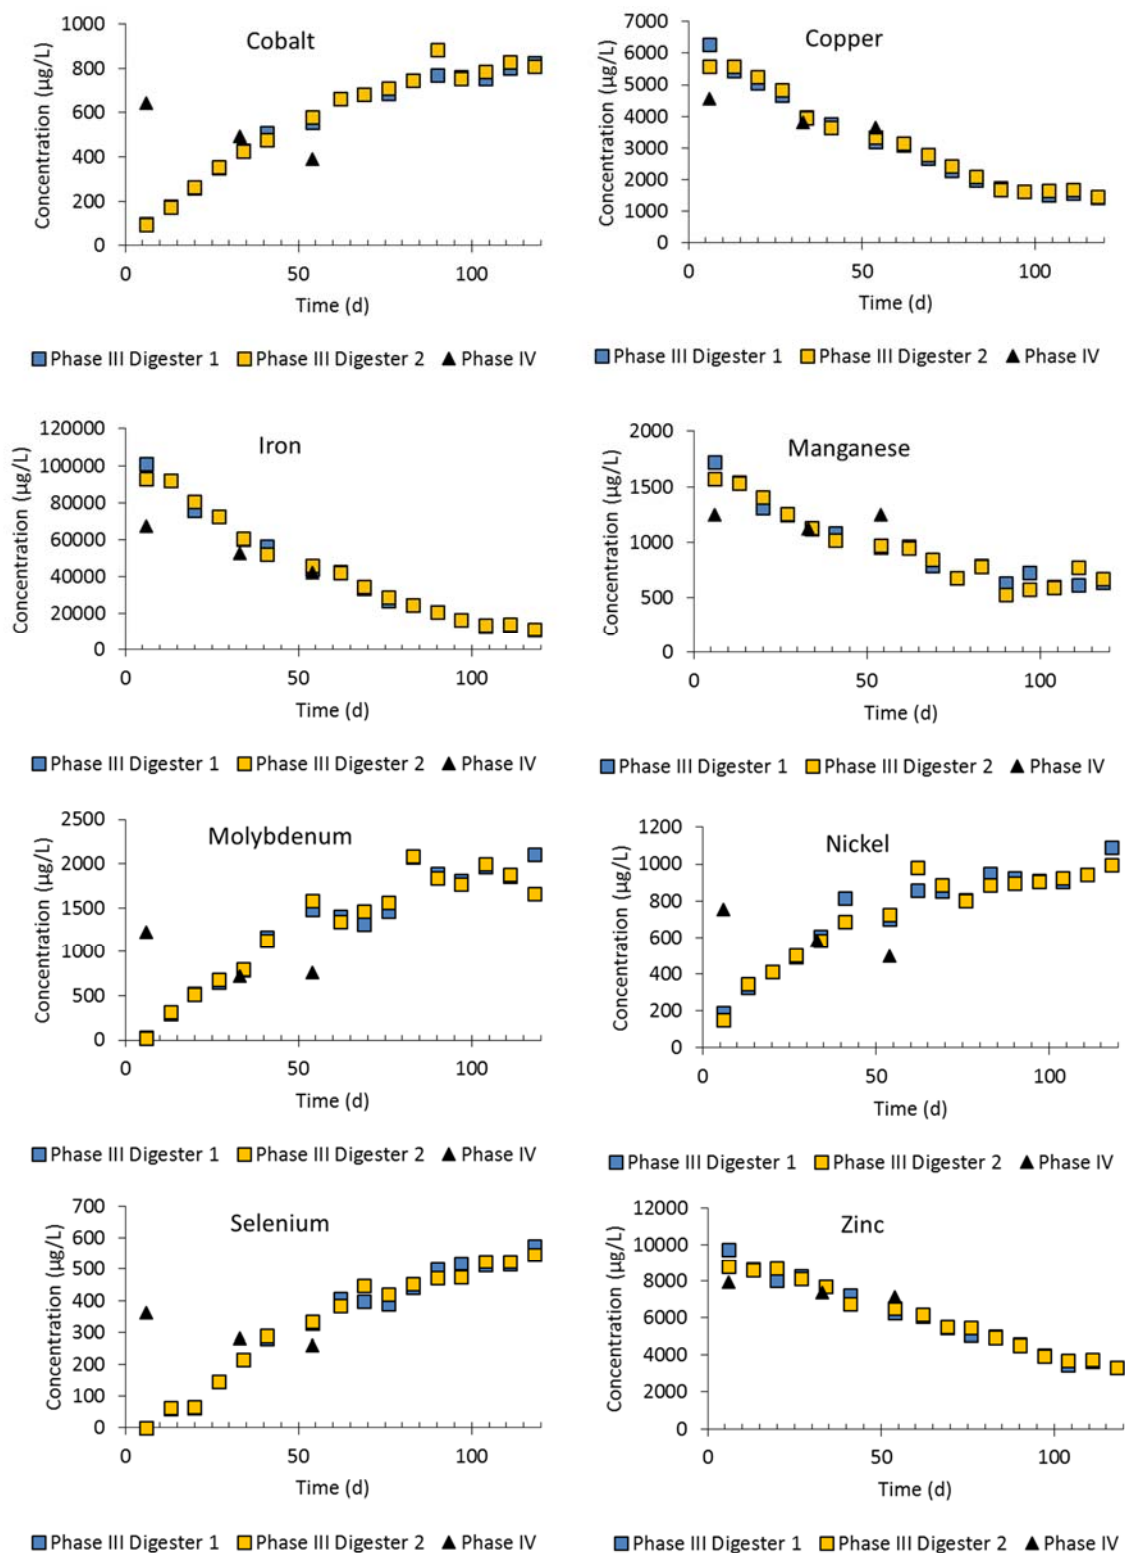 Cobalt
Concentration (µg/L)
1000
800
600
400
200
0
0 50 100
Time (d)
Phase III Digester 1 Phase III Digester 2 Phase IV
Copper
Concentration (µg/L)
7000
6000
5000
4000
3000
2000
1000
0
0 50 100
Time (d)
Phase III Digester 1 Phase III Digester 2 Phase IV
Iron
Concentration (µg/L)
120000
100000
80000
60000
40000
20000
0
0 50 100
Time (d)
Phase III Digester 1 Phase III Digester 2 Phase IV
Manganese
Concentration (µg/L)
2000
1500
1000
500
0
0 50 100
Time (d)
Phase III Digester 1 Phase III Digester 2 Phase IV
Molybdenum
Concentration (µg/L)
2500
2000
1500
1000
500
0
0 50 100
Time (d)
Phase III Digester 1 Phase III Digester 2 Phase IV
Nickel
Concentration (µg/L)
1200
1000
800
600
400
200
0
0 50 100
Time (d)
Phase III Digester 1 Phase III Digester 2 Phase IV
Selenium
Concentration (µg/L)
700
600
500
400
300
200
100
0
0 50 100
Time (d)
Phase III Digester 1 Phase III Digester 2 Phase IV
Zinc
Concentration (µg/L)
12000
10000
8000
6000
4000
2000
0
0 50 100
Time (d)
Phase III Digester 1 Phase III Digester 2 Phase IV